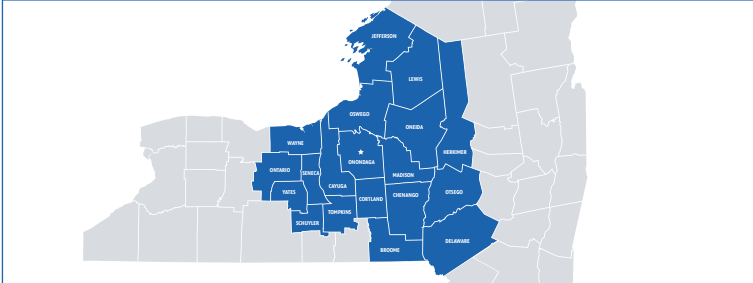 JEFFERSON
LEWIS
OSWEGO
ONEIDA
WAYNE
HERKIMER
ONONDAGA
ONTARIO
SENECA
MADISON
CAYUGA
YATES
CHENANGO
OTSEGO
CORTLAND
TOMPKINS
SCHUYLER
DELAWARE
BROOME